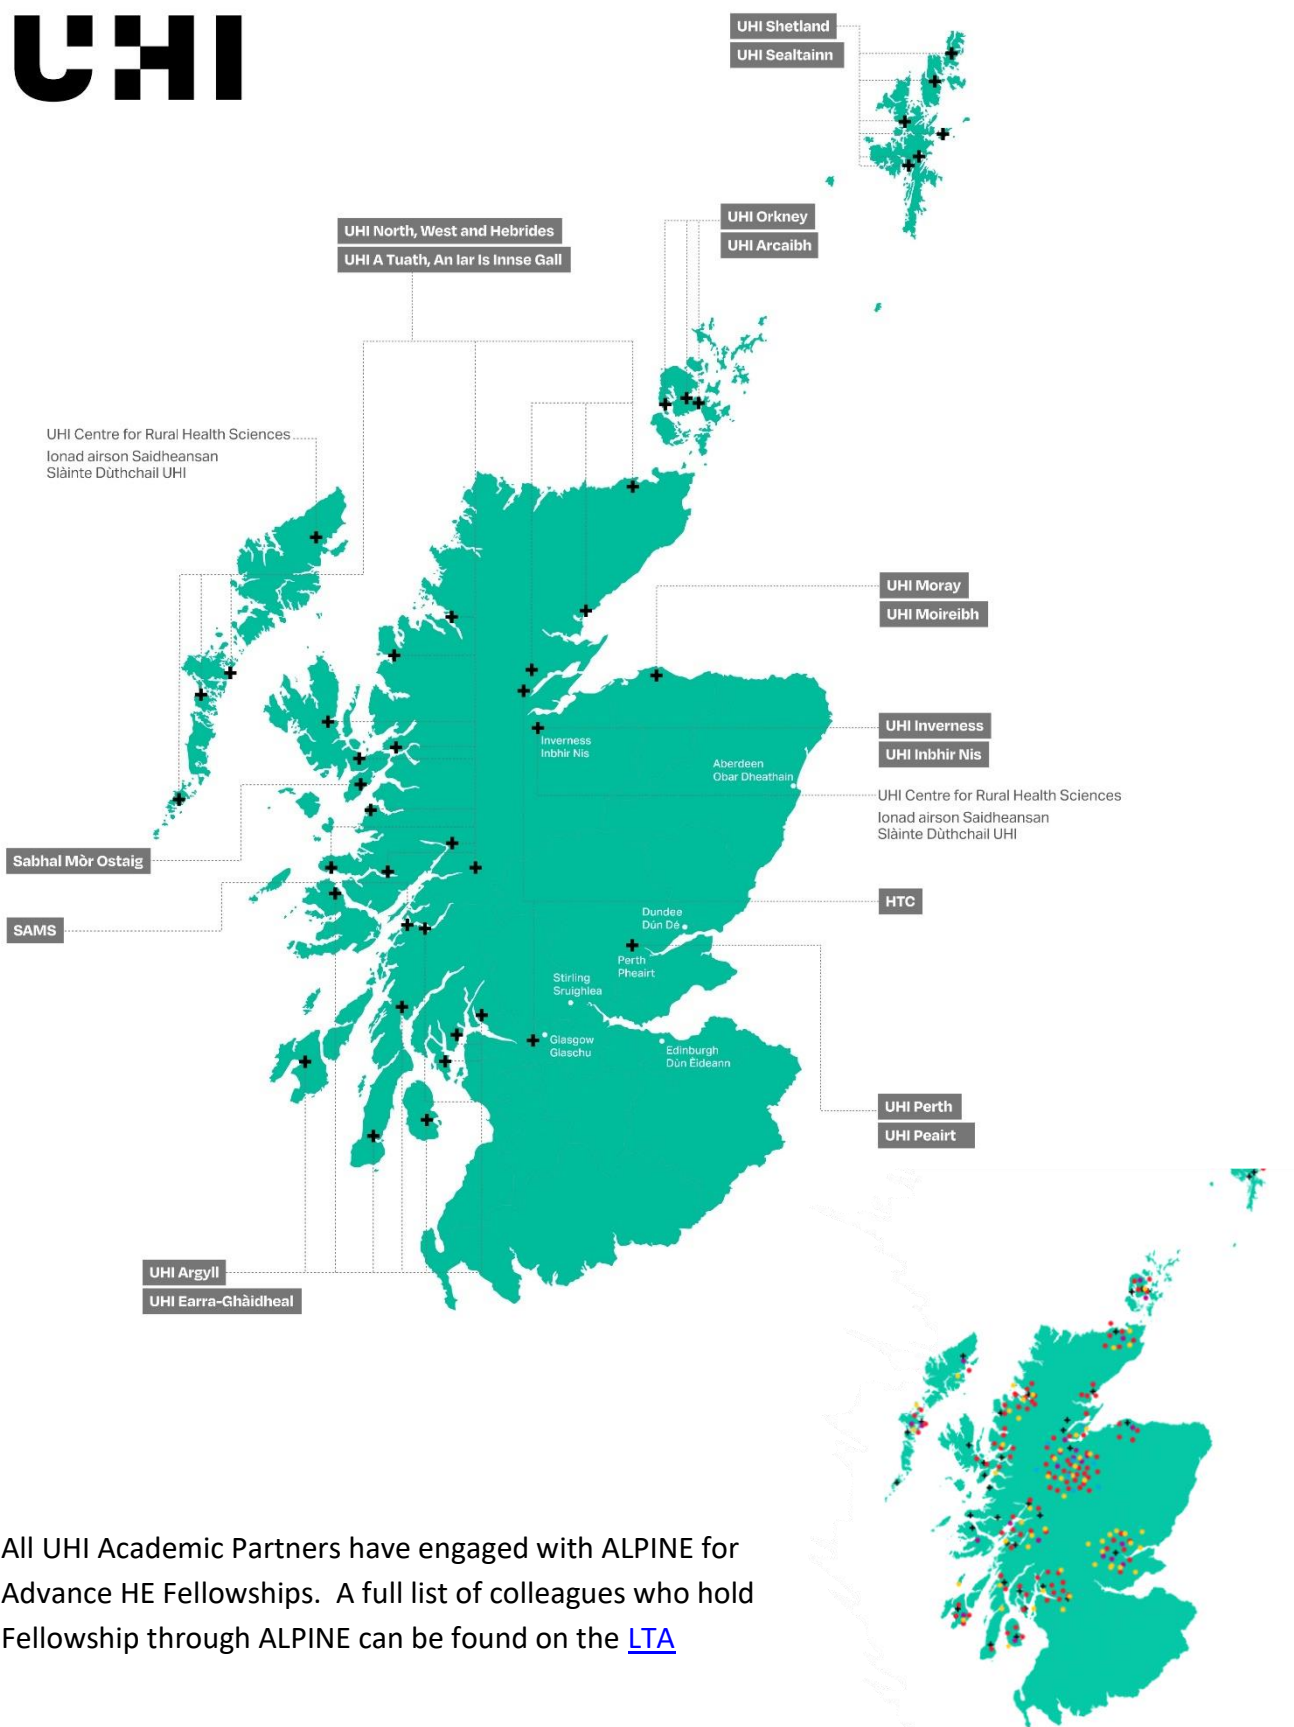 UHI
UHI Shetland
UHI Sealtainn
UHI Orkney
UHI Arcaibh
UHI North, West and Hebrides
UHI A Tuath, An Iar Is Innse Gall
UHI Centre for Rural Health Sciences
Ionad airson Saidheansan
Slàinte Dùthchail UHI
UHI Moray
UHI Moireibh
UHI Inverness
UHI Inbhir Nis
Inverness
Inbhir Nis
Aberdeen
Obar Dheathain
UHI Centre for Rural Health Sciences
Ionad airson Saidheansan
Slàinte Dùthchail UHI
Sabhal Mòr Ostaig
HTC
SAMS
Dundee
Dùn Dè
Perth
Pheairt
Stirling
Sruighlea
Glasgow
Glaschu
Edinburgh
Dùn Èideann
UHI Perth
UHI Peairt
UHI Argyll
UHI Earra-Ghàidheal
All UHI Academic Partners have engaged with ALPINE for
Advance HE Fellowships.  A full list of colleagues who hold
Fellowship through ALPINE can be found on the LTA